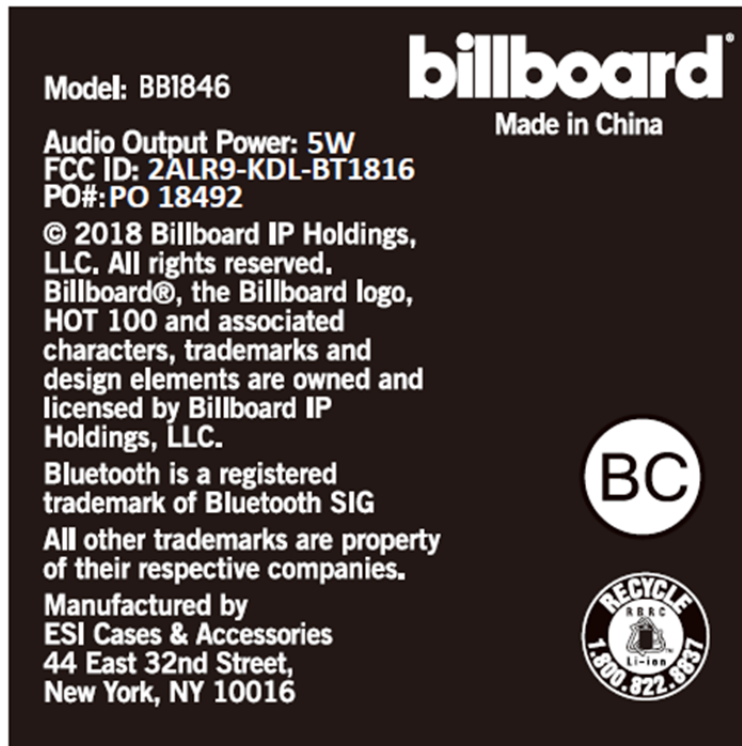 billboard®
Made in China
Model: BB1846
Audio Output Power: 5W
FCC ID: 2ALR9-KDL-BT1816
PO#:PO 18492
© 2018 Billboard IP Holdings,
LLC. All rights reserved.
Billboard®, the Billboard logo,
HOT 100 and associated
characters, trademarks and
design elements are owned and
licensed by Billboard IP
Holdings, LLC.
Bluetooth is a registered
trademark of Bluetooth SIG
All other trademarks are property
of their respective companies.
Manufactured by
ESI Cases & Accessories
44 East 32nd Street,
New York, NY 10016
BC
RECYCLE
RBRC
Li-ion
1.800.822.8837